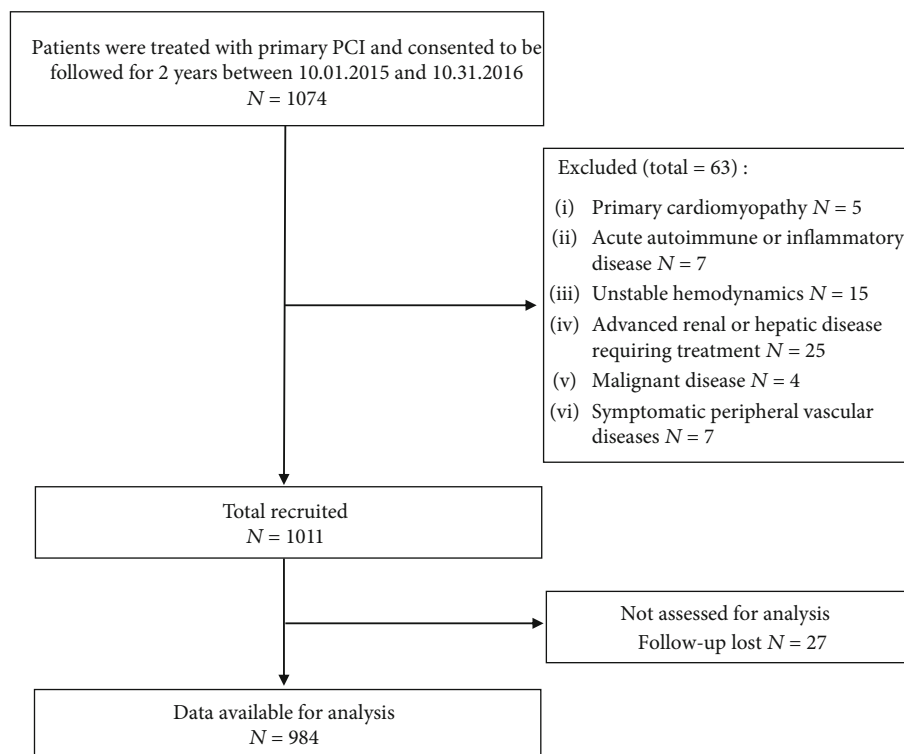 Patients were treated with primary PCI and consented to be
followed for 2 years between 10.01.2015 and 10.31.2016
N = 1074
Excluded (total = 63) :
(i) Primary cardiomyopathy N = 5
(ii) Acute autoimmune or inflammatory
disease N = 7
(iii) Unstable hemodynamics N = 15
(iv) Advanced renal or hepatic disease
requiring treatment N = 25
(v) Malignant disease N = 4
(vi) Symptomatic peripheral vascular
diseases N = 7
Total recruited
N = 1011
Not assessed for analysis
Follow-up lost N = 27
Data available for analysis
N = 984